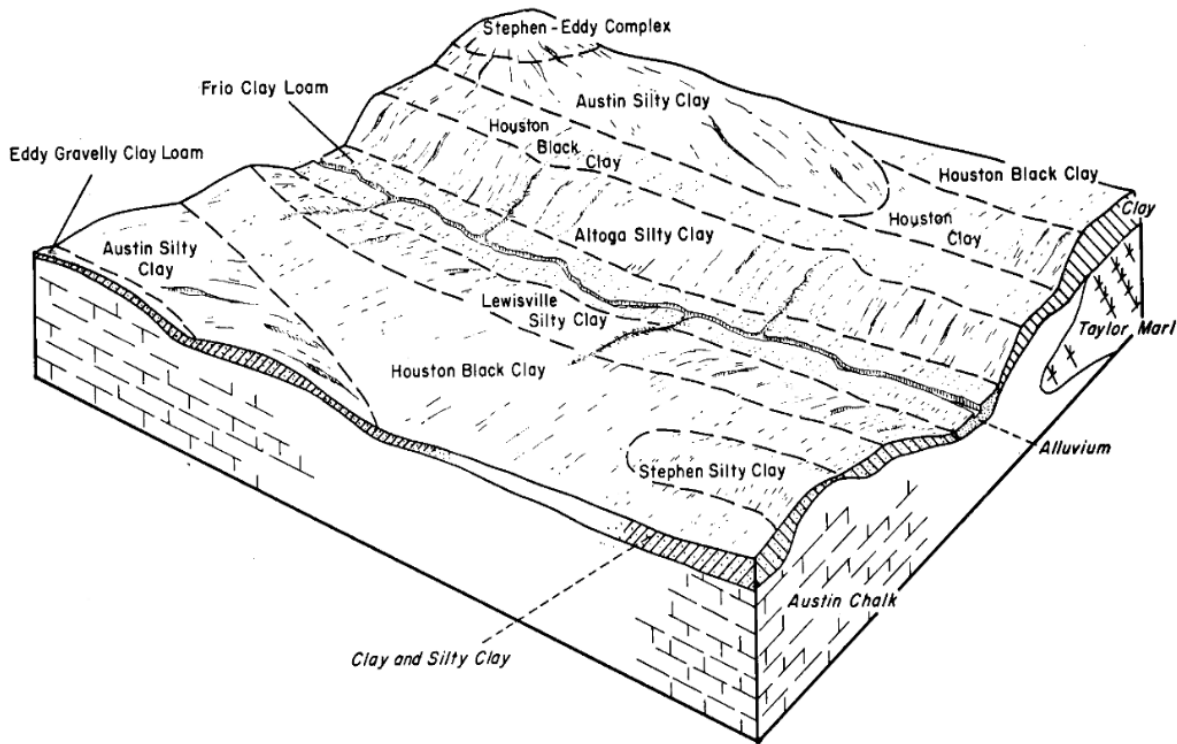 Stephen - Eddy Complex
Frio Clay Loam
Austin Silty Clay
Houston
Black
Clay
Eddy Gravelly Clay Loam
Houston Black Clay
Clay
Houston
Clay
Austin Silty
Clay
Altoga Silty Clay
Lewisville
Silty Clay
Taylor Marl
Houston Black Clay
Alluvium
Stephen Silty Clay
Austin Chalk
Clay and Silty Clay